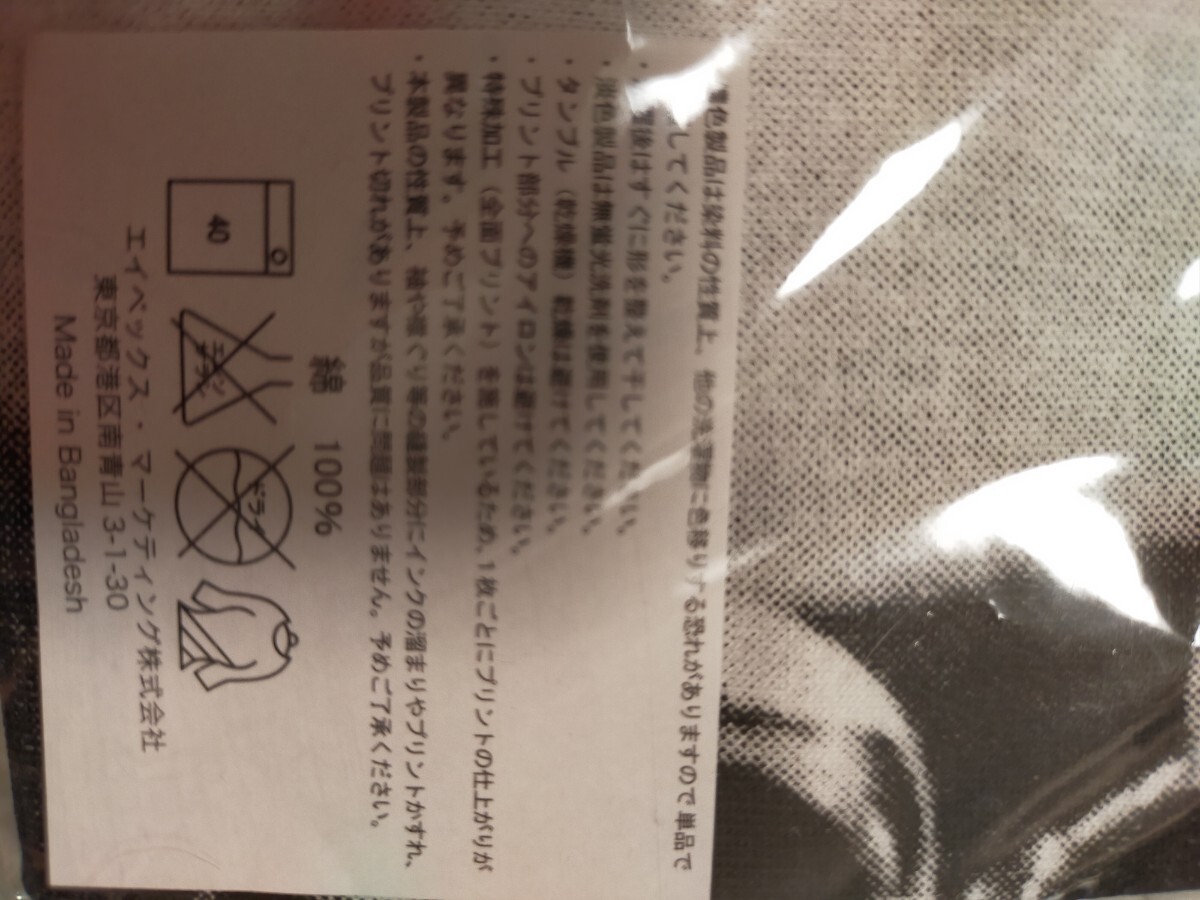 色製品は染料の性質上、他の洗濯物に色移りする恐れがありますので単品で
してください。
・後はすぐに形を整えて干してください。
・淡色製品は無蛍光洗剤を使用してください。
・タンブル(乾燥機)乾燥は避けてください。
・プリント部分へのアイロンは避けてください。
・特殊加工(全面プリント)を施しているため、1枚ごとにプリントの仕上がりが
異なります。予めご了承ください。
・本製品の性質上、袖や襟ぐり等の縫製部分にインクの溜まりやプリントかすれ、
プリント切れがありますが品質に問題はありません。予めご了承ください。
綿 100%
40
エンソ
サラシ
ドライ
エイベックス・マーケティング株式会社
東京都港区南青山 3-1-30
Made in Bangladesh